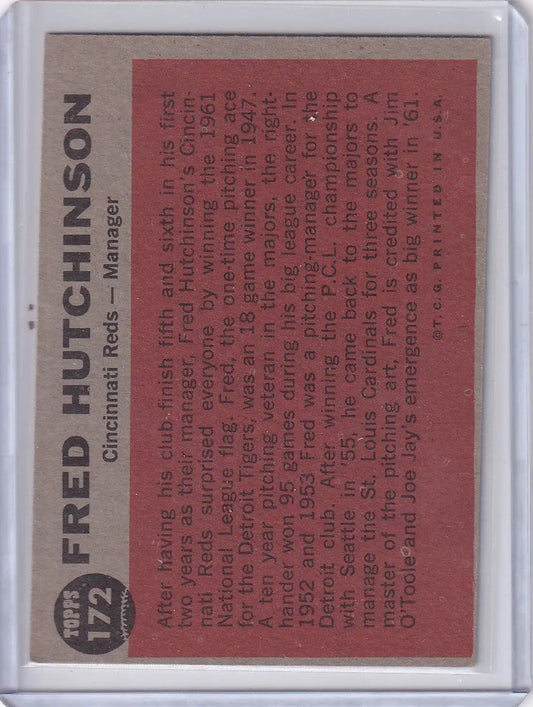 TOPPS
172
FRED HUTCHINSON
Cincinnati Reds — Manager
After having his club finish fifth and sixth in his first
two years as their manager, Fred Hutchinson's Cincin-
nati Reds surprised everyone by winning the 1961
National League flag. Fred, the one-time pitching ace
for the Detroit Tigers, was an 18 game winner in 1947.
A ten year pitching veteran in the majors, the right-
hander won 95 games during his big league career. In
1952 and 1953 Fred was a pitching-manager for the
Detroit club. After winning the P.C.L. championship
with Seattle in '55, he came back to the majors to
manage the St. Louis Cardinals for three seasons. A
master of the pitching art, Fred is credited with Jim
O'Toole and Joe Jay's emergence as big winner in '61.
©T.C.G. PRINTED IN U.S.A.